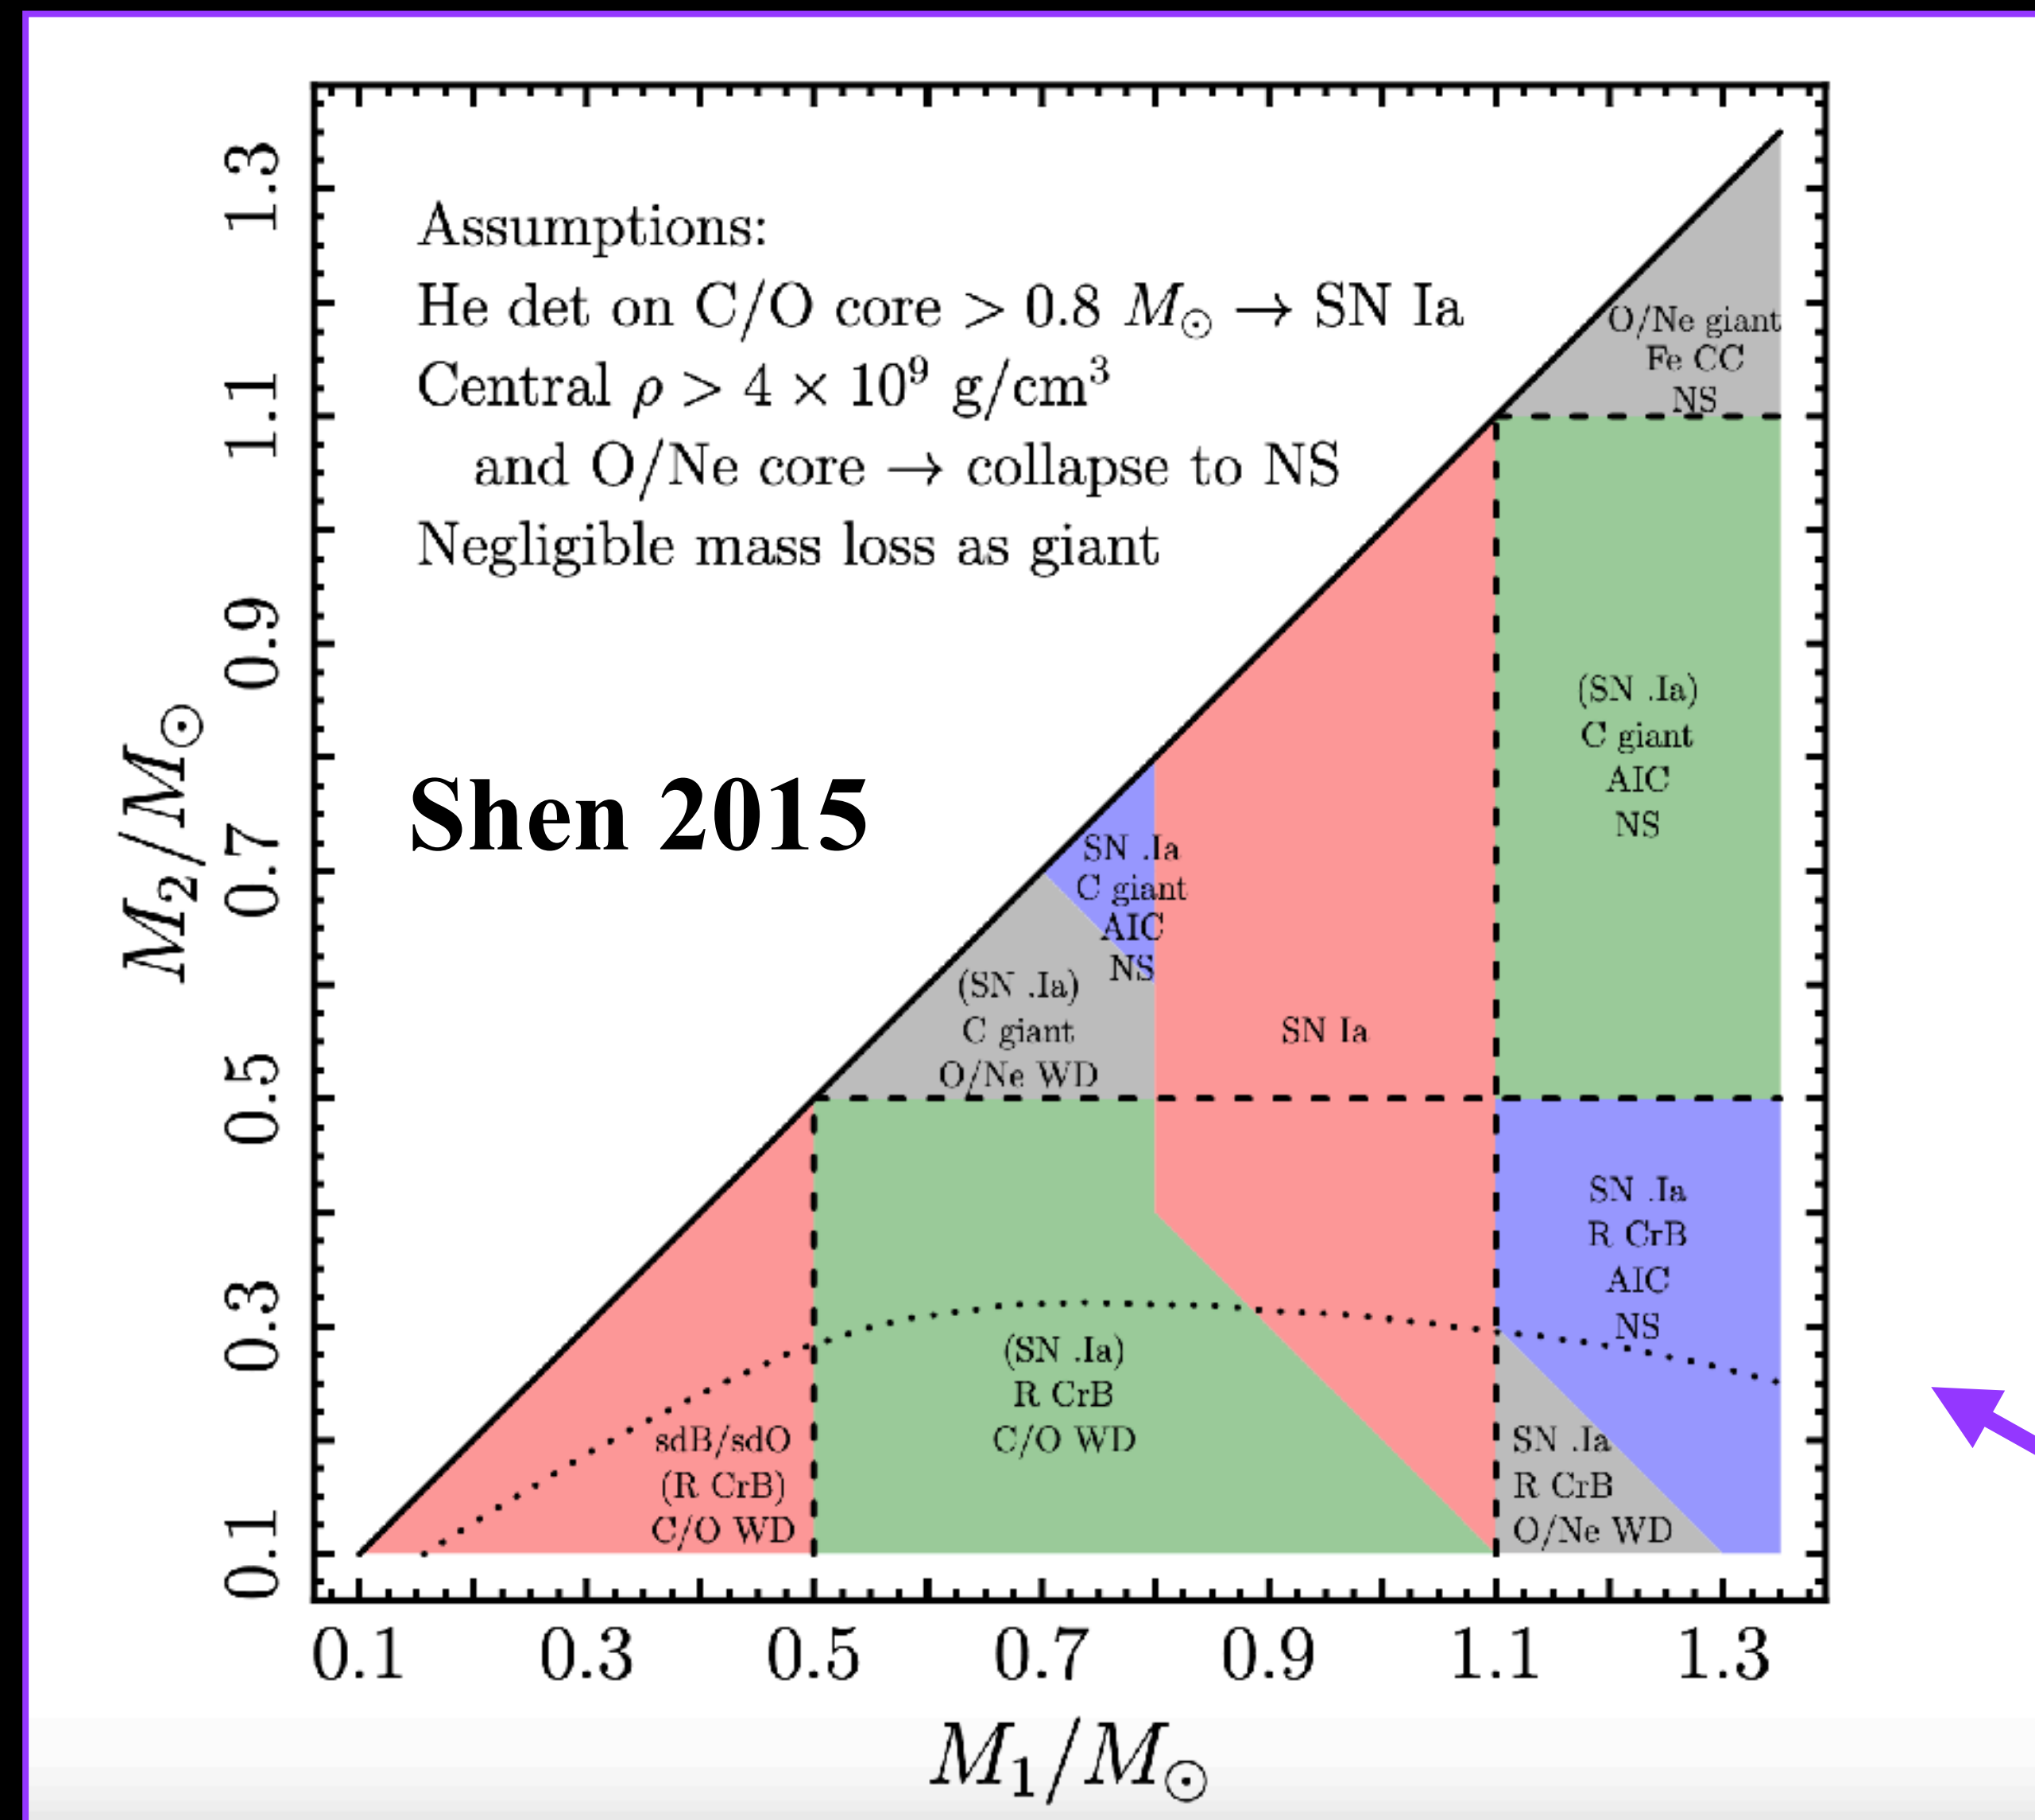 1.3
1.1
0.9
0.7
0.5
0.3
0.1
M₂/M⊙
Assumptions:
He det on C/O core > 0.8 M⊙ → SN Ia
Central ρ > 4 × 10⁹ g/cm³
and O/Ne core → collapse to NS
Negligible mass loss as giant
Shen 2015
O/Ne giant
Fe CC
NS
(SN .Ia)
C giant
AIC
NS
SN .Ia
C giant
AIC
NS
(SN .Ia)
C giant
O/Ne WD
SN Ia
SN .Ia
R CrB
AIC
NS
(SN .Ia)
R CrB
C/O WD
sdB/sdO
(R CrB)
C/O WD
SN .Ia
R CrB
O/Ne WD
0.1 0.3 0.5 0.7 0.9 1.1 1.3
M₁/M⊙